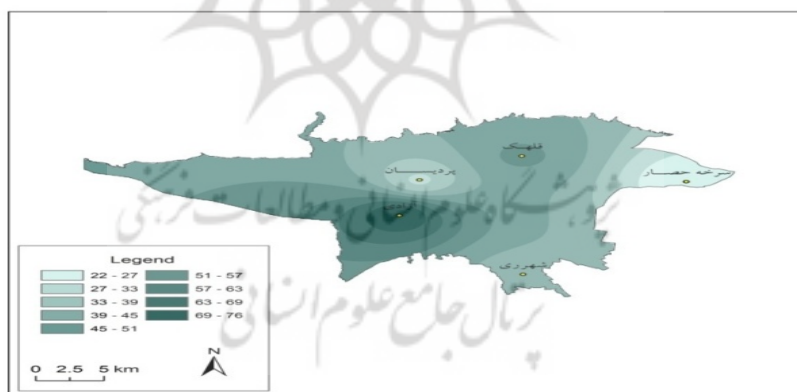 قلهک
پردیسان
سرخه حصار
پژوهشگاه علوم انسانی و مطالعات فرهنگی
شهرری
پرتال جامع علوم انسانی
Legend
22 - 27 51 - 57
27 - 33 57 - 63
33 - 39 63 - 69
39 - 45 69 - 76
45 - 51
N
0 2.5 5 km